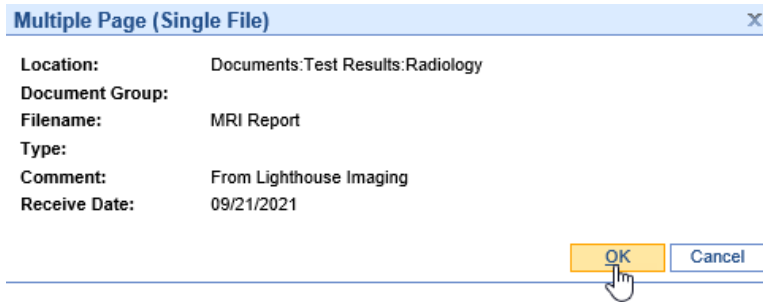 Multiple Page (Single File) X
Location: Documents:Test Results:Radiology
Document Group:
Filename: MRI Report
Type:
Comment: From Lighthouse Imaging
Receive Date: 09/21/2021
OK Cancel